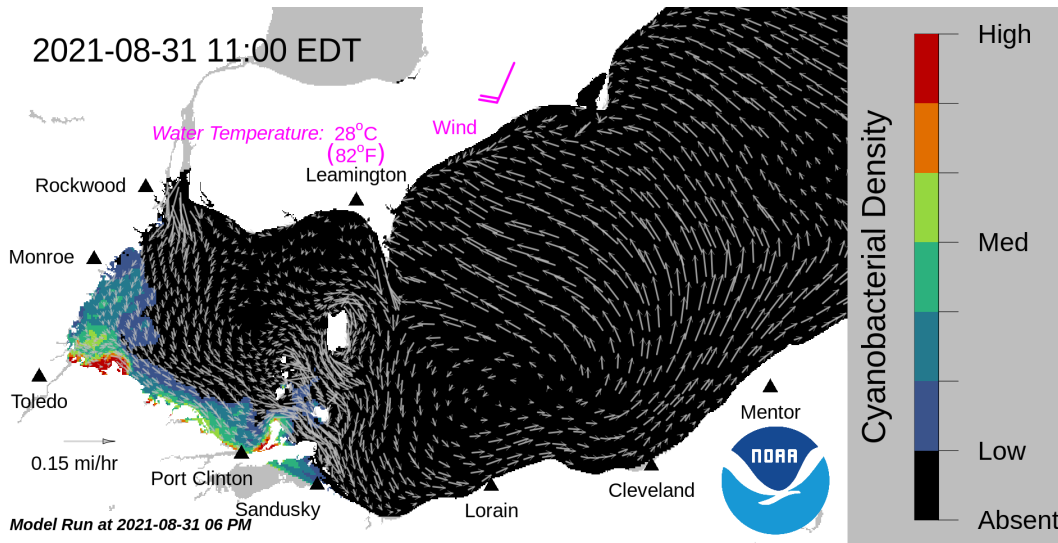 2021-08-31 11:00 EDT
Water Temperature: 28°C
(82°F)
Wind
Leamington
Rockwood
Monroe
Toledo
0.15 mi/hr
Port Clinton
Sandusky
Lorain
Cleveland
Mentor
NOAA
Model Run at 2021-08-31 06 PM
Cyanobacterial Density
High
Med
Low
Absent